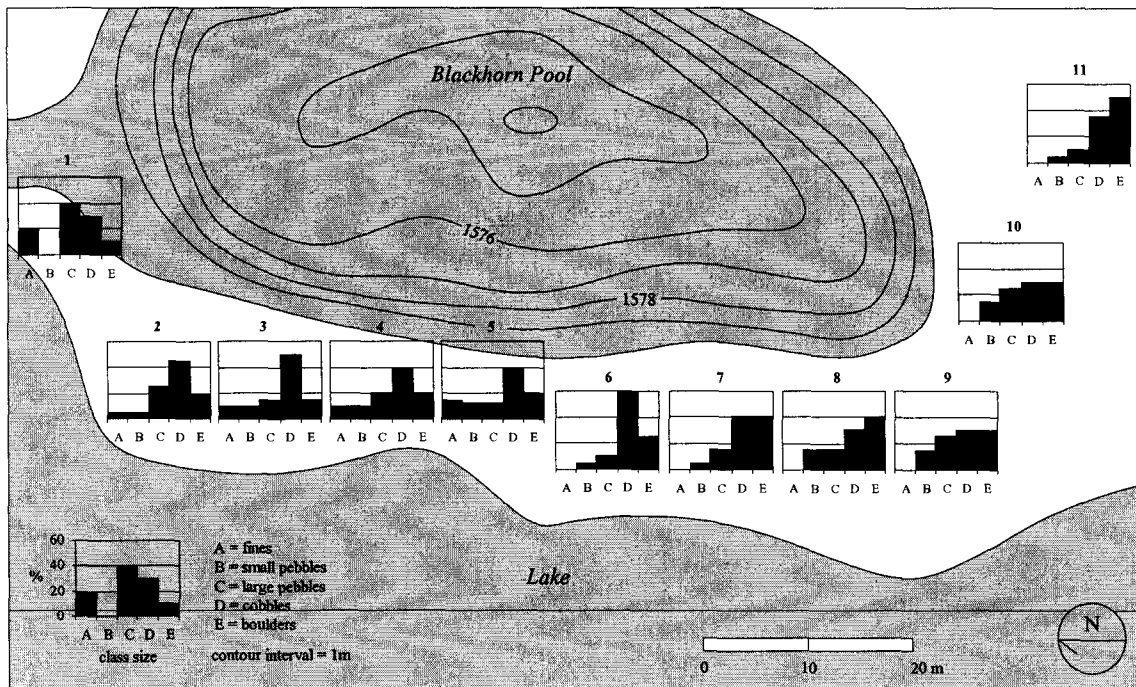 Blackhorn Pool
11
A B C D E
1
A B C D E
1576
10
A B C D E
1578
2
A B C D E
3
A B C D E
4
A B C D E
5
A B C D E
6
A B C D E
7
A B C D E
8
A B C D E
9
A B C D E
60
40
%
20
0
A B C D E
class size
A = fines
B = small pebbles
C = large pebbles
D = cobbles
E = boulders
contour interval = 1m
Lake
0 10 20 m
N